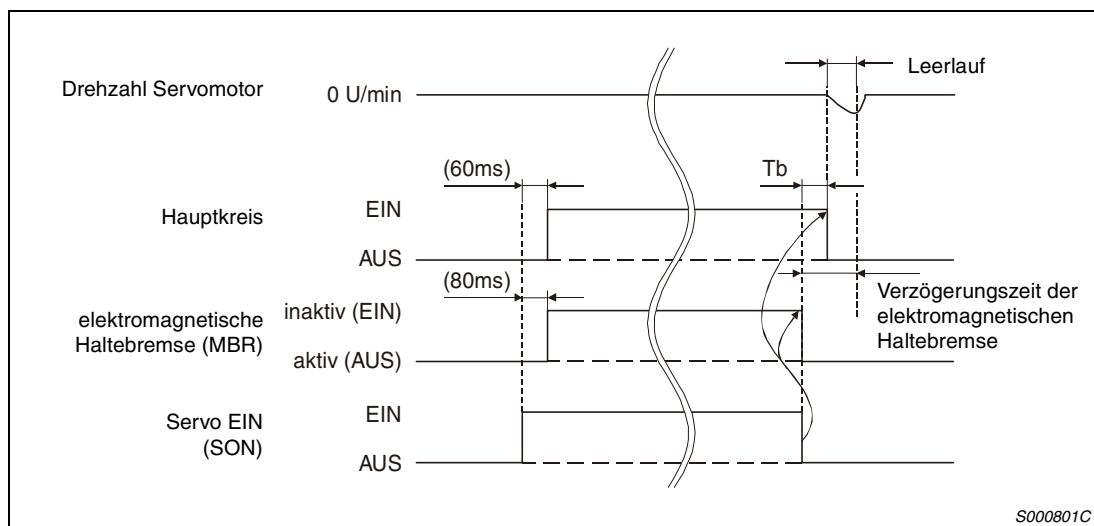 Leerlauf
Drehzahl Servomotor
0 U/min
(60ms)
Tb
Hauptkreis
EIN
AUS
(80ms)
Verzögerungszeit der
elektromagnetischen
Haltebremse
elektromagnetische
Haltebremse (MBR)
inaktiv (EIN)
aktiv (AUS)
Servo EIN
(SON)
EIN
AUS
S000801C